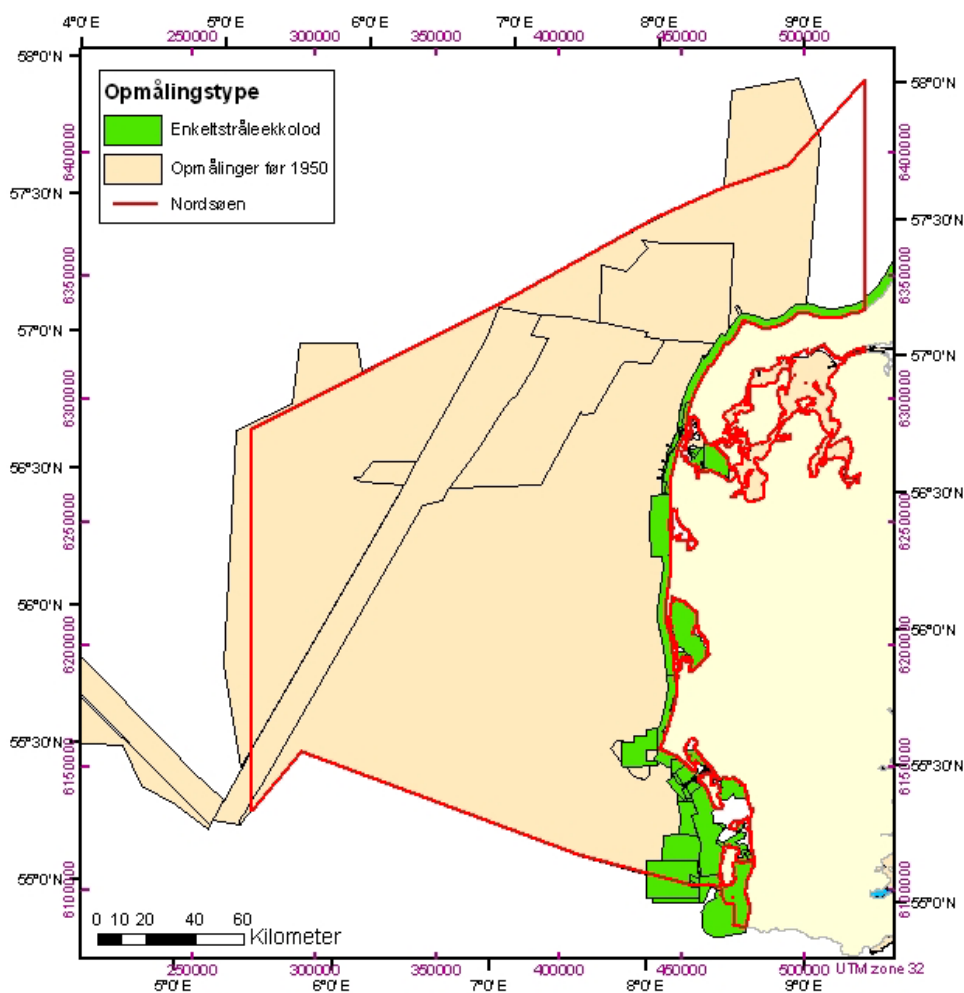 4°0'E 5°0'E 6°0'E 7°0'E 8°0'E 9°0'E
250000 300000 350000 400000 450000 500000
58°0'N
57°30'N
57°0'N
56°30'N
56°0'N
55°30'N
55°0'N
6400000
6350000
6300000
6250000
6200000
6150000
6100000
Opmålingstype
Enkeltstråleekkolod
Opmålinger før 1950
Nordsøen
58°0'N
57°30'N
57°0'N
56°30'N
56°0'N
55°30'N
55°0'N
6400000
6350000
6300000
6250000
6200000
6150000
6100000
0 10 20 40 60
Kilometer
250000 300000 350000 400000 450000 500000 UTM zone 32
5°0'E 6°0'E 7°0'E 8°0'E 9°0'E